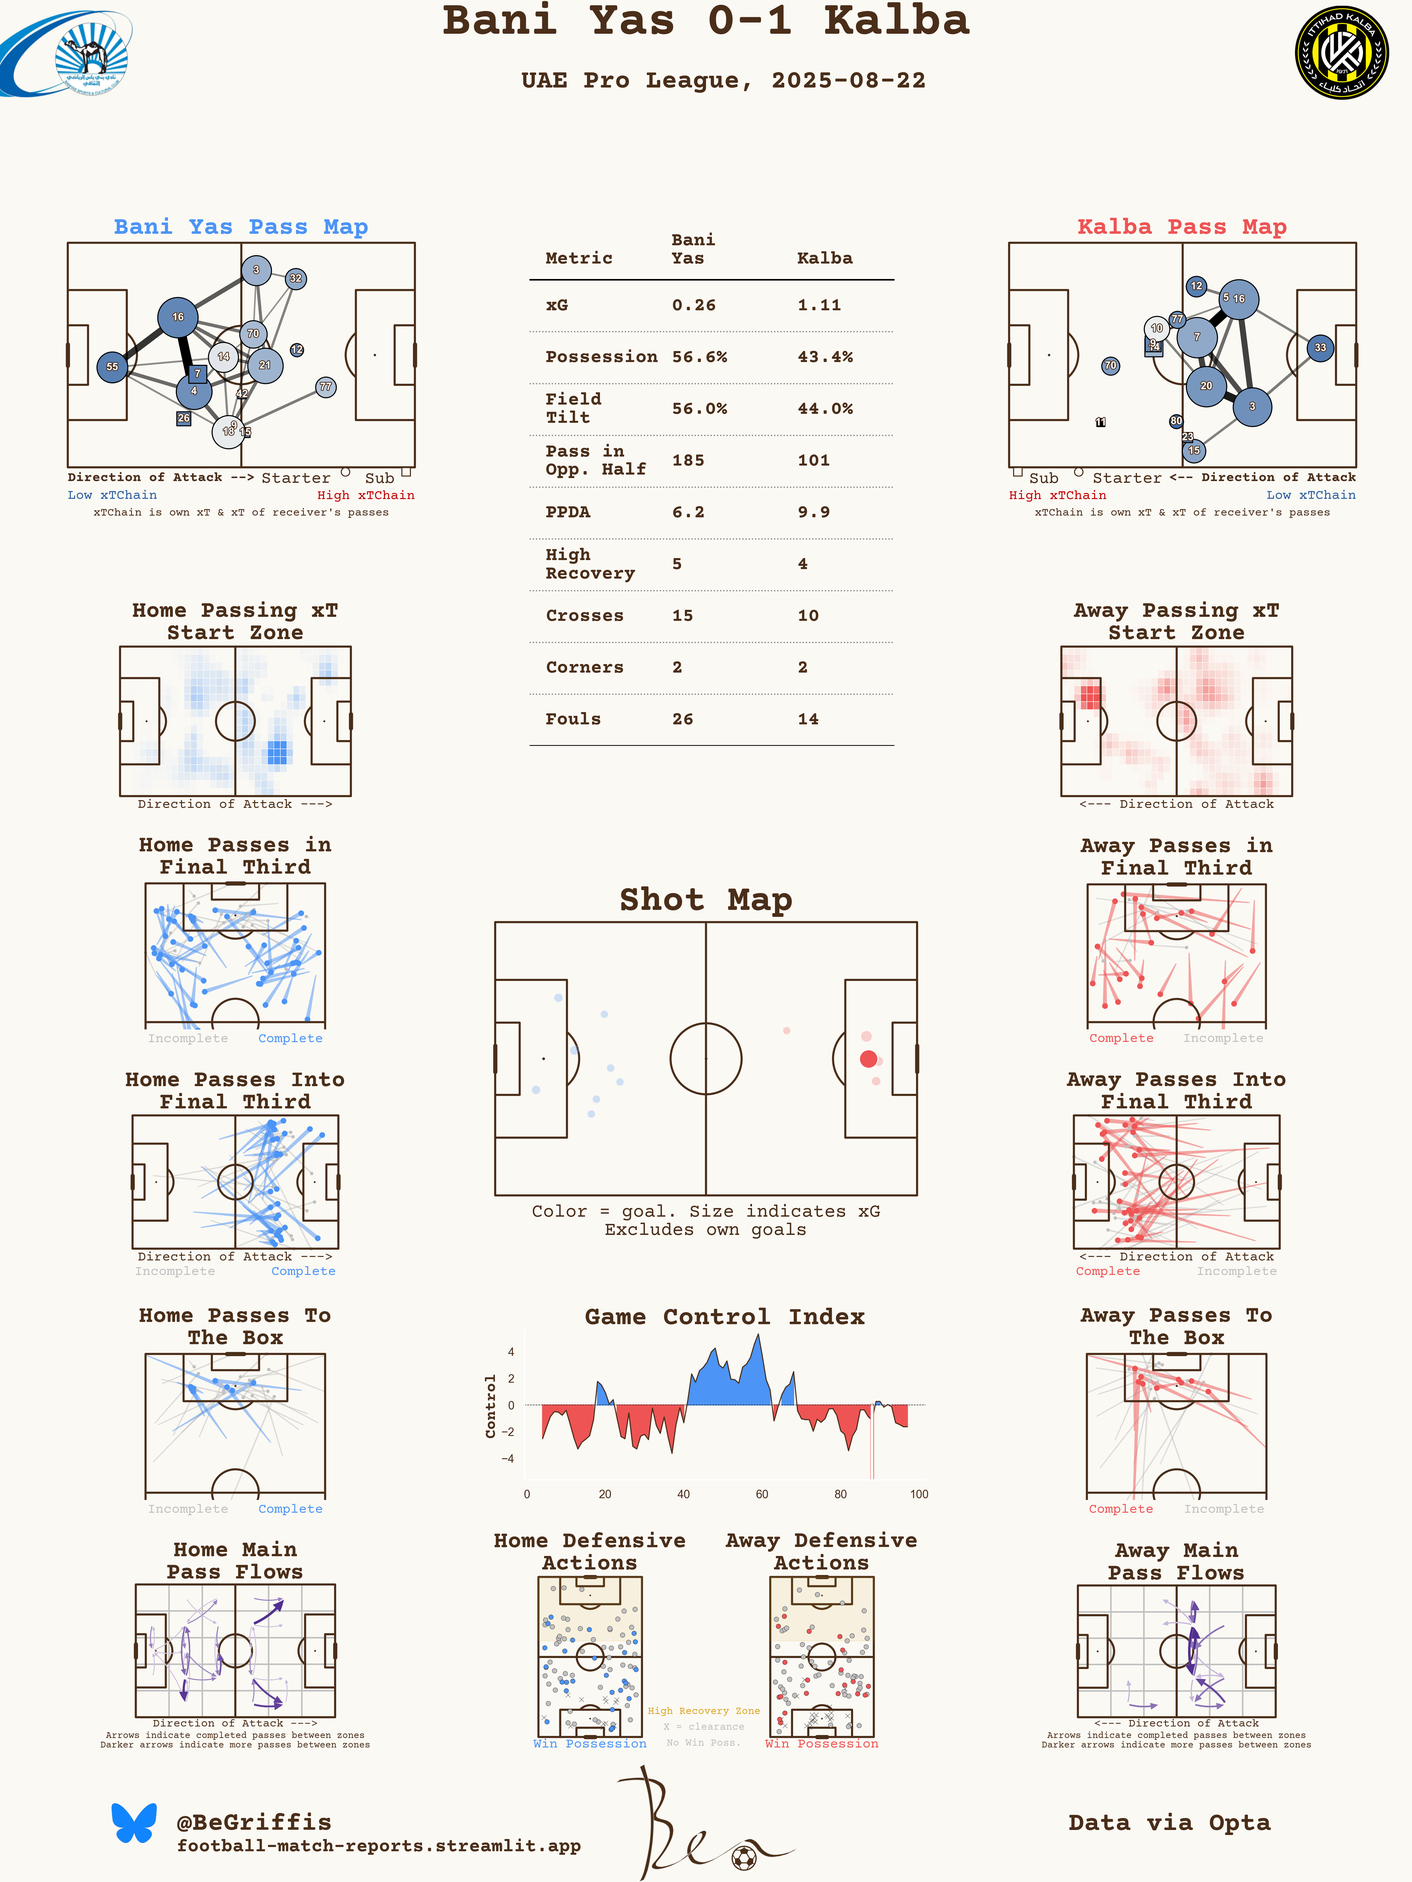 Bani Yas 0-1 Kalba
UAE Pro League, 2025-08-22
ITTIHAD KALBA
1971
Bani Yas Pass Map
3
32
16
70
14
12
21
55
7
4
77
42
26
9
18
15
Direction of Attack --> Starter Sub
Low xTChain High xTChain
xTChain is own xT & xT of receiver's passes
Metric Bani Yas Kalba
xG 0.26 1.11
Possession 56.6% 43.4%
Field Tilt 56.0% 44.0%
Pass in Opp. Half 185 101
PPDA 6.2 9.9
High Recovery 5 4
Crosses 15 10
Corners 2 2
Fouls 26 14
Kalba Pass Map
12
5
16
77
10
7
9
33
70
20
3
11
80
23
15
Sub Starter <-- Direction of Attack
High xTChain Low xTChain
xTChain is own xT & xT of receiver's passes
Home Passing xT
Start Zone
Direction of Attack --->
Away Passing xT
Start Zone
<--- Direction of Attack
Home Passes in
Final Third
Incomplete Complete
Away Passes in
Final Third
Complete Incomplete
Shot Map
Color = goal. Size indicates xG
Excludes own goals
Home Passes Into
Final Third
Direction of Attack --->
Incomplete Complete
Away Passes Into
Final Third
<--- Direction of Attack
Complete Incomplete
Home Passes To
The Box
Incomplete Complete
Game Control Index
Control
4
2
0
−2
−4
0 20 40 60 80 100
Away Passes To
The Box
Complete Incomplete
Home Main
Pass Flows
Direction of Attack --->
Arrows indicate completed passes between zones
Darker arrows indicate more passes between zones
Home Defensive
Actions
Win Possession
Away Defensive
Actions
Win Possession
High Recovery Zone
X = clearance
No Win Poss.
Away Main
Pass Flows
<--- Direction of Attack
Arrows indicate completed passes between zones
Darker arrows indicate more passes between zones
@BeGriffis
football-match-reports.streamlit.app
Ben
Data via Opta